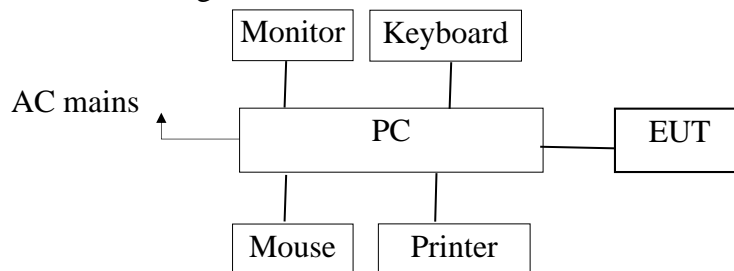 Monitor
Keyboard
AC mains
PC
EUT
Mouse
Printer